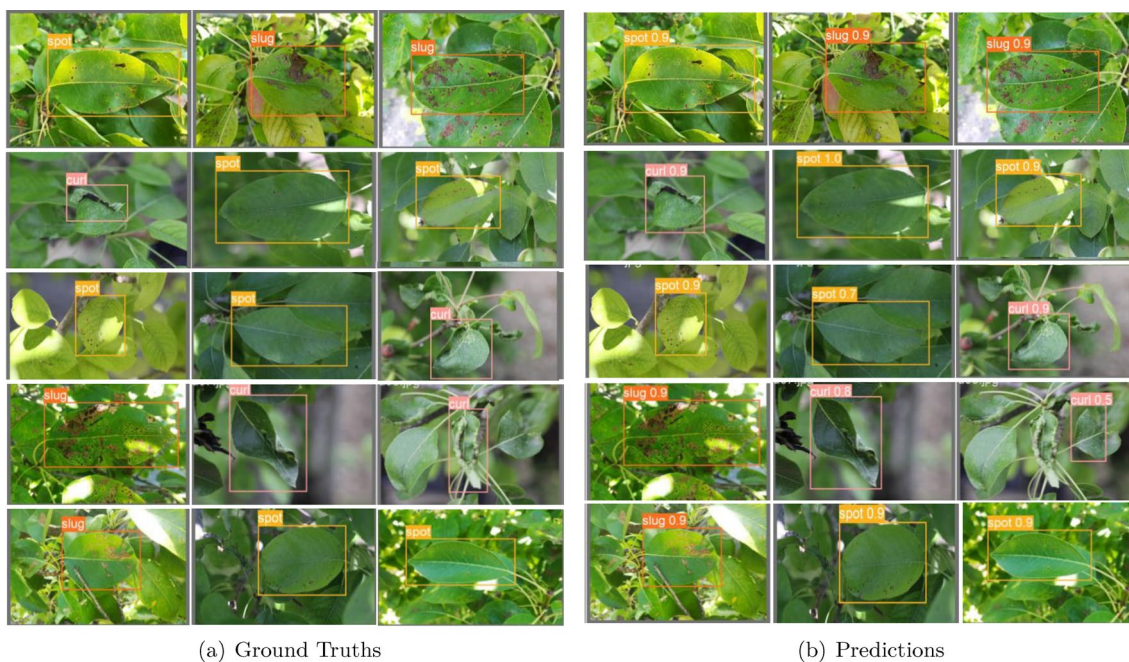 spot
slug
slug
curl
spot
spot
spot
spot
curl
slug
curl
curl
slug
spot
spot
(a) Ground Truths
spot 0.9
slug 0.9
slug 0.9
curl 0.9
spot 1.0
spot 0.9
spot 0.9
spot 0.7
curl 0.9
slug 0.9
curl 0.8
curl 0.5
slug 0.9
spot 0.9
spot 0.9
(b) Predictions